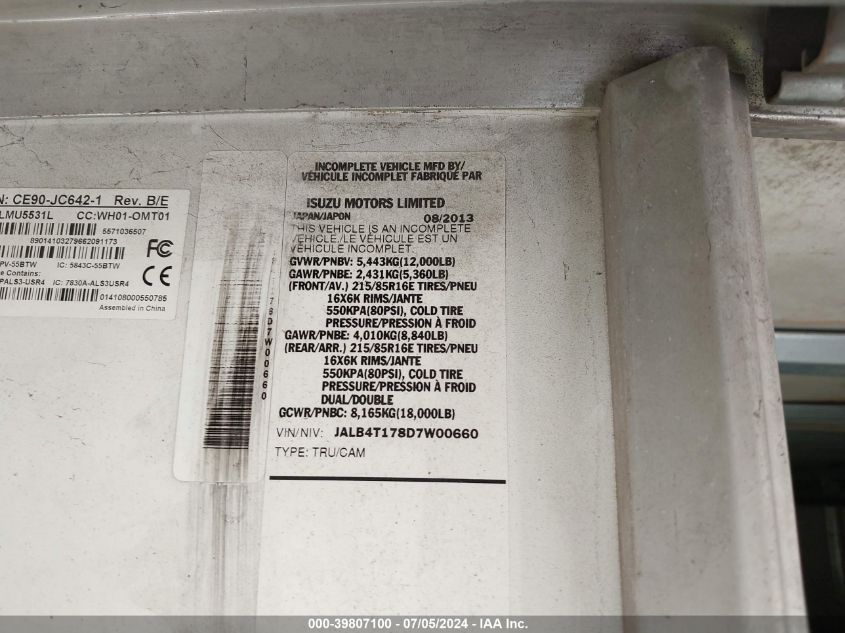 N: CE90-JC642-1 Rev. B/E
LMU5531L CC:WH01-OMT01
5571036507
89014103279662091173
FC
PV-55BTW IC: 5843C-55BTW
e Contains:
PALS3-USR4 IC: 7830A-ALS3USR4
CE
014108000550785
Assembled in China
78D7W00660
INCOMPLETE VEHICLE MFD BY/
VÉHICULE INCOMPLET FABRIQUÉ PAR
ISUZU MOTORS LIMITED
JAPAN/JAPON 08/2013
THIS VEHICLE IS AN INCOMPLETE
VEHICLE./LE VÉHICULE EST UN
VÉHICULE INCOMPLET.
GVWR/PNBV: 5,443KG(12,000LB)
GAWR/PNBE: 2,431KG(5,360LB)
(FRONT/AV.) 215/85R16E TIRES/PNEU
16X6K RIMS/JANTE
550KPA(80PSI), COLD TIRE
PRESSURE/PRESSION À FROID
GAWR/PNBE: 4,010KG(8,840LB)
(REAR/ARR.) 215/85R16E TIRES/PNEU
16X6K RIMS/JANTE
550KPA(80PSI), COLD TIRE
PRESSURE/PRESSION À FROID
DUAL/DOUBLE
GCWR/PNBC: 8,165KG(18,000LB)
VIN/NIV: JALB4T178D7W00660
TYPE: TRU/CAM
000-39807100 - 07/05/2024 - IAA Inc.